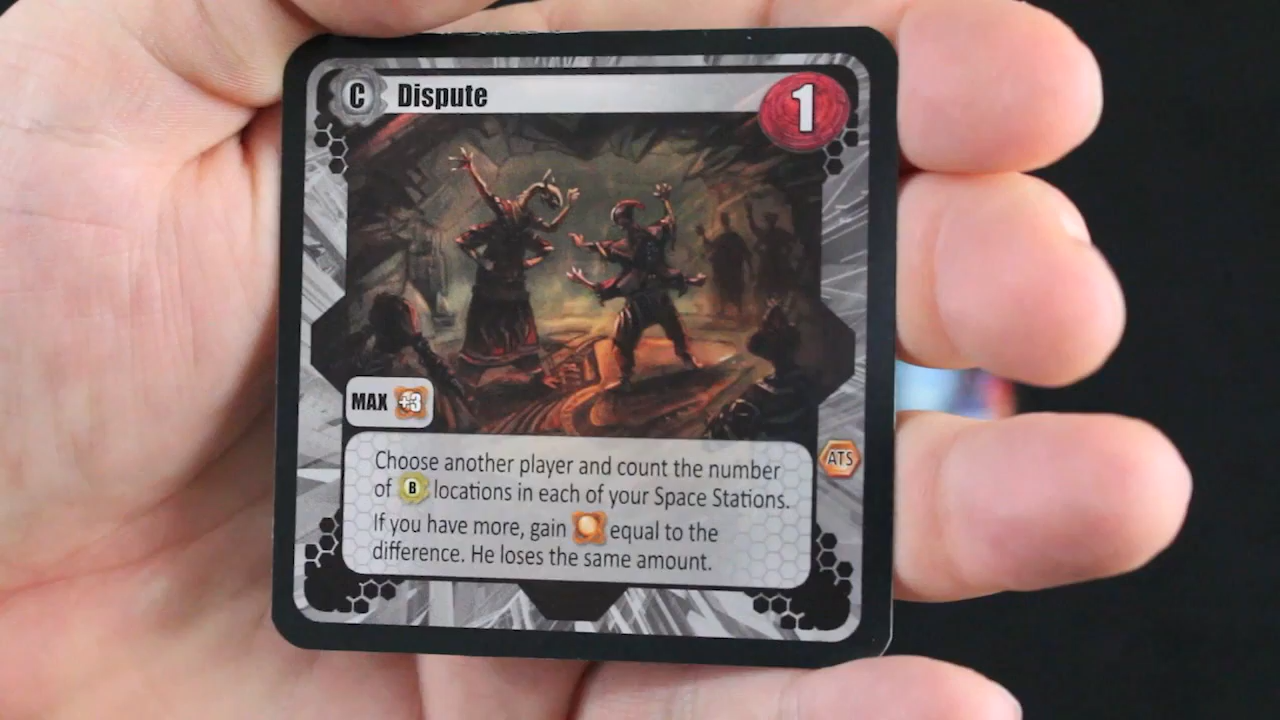 C Dispute 1
MAX +3
Choose another player and count the number
of B locations in each of your Space Stations.
ATS
If you have more, gain equal to the
difference. He loses the same amount.